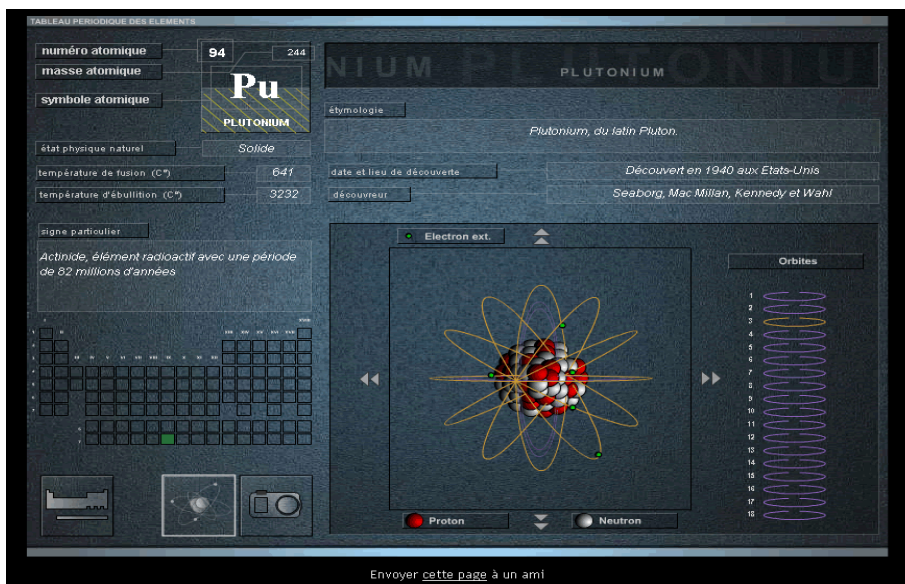 TABLEAU PERIODIQUE DES ELEMENTS
numéro atomique
94
244
masse atomique
symbole atomique
Pu
PLUTONIUM
NIUM PLUTONIU
PLUTONIUM
étymologie
Plutonium, du latin Pluton.
état physique naturel
Solide
température de fusion (C°)
641
température d'ébullition (C°)
3232
date et lieu de découverte
Découvert en 1940 aux Etats-Unis
découvreur
Seaborg, Mac Millan, Kennedy et Wahl
signe particulier
Actinide, élément radioactif avec une période
de 82 millions d'années
Electron ext.
Orbites
1
2
3
4
5
6
7
8
9
10
11
12
13
14
15
16
17
18
Proton
Neutron
Envoyer cette page à un ami